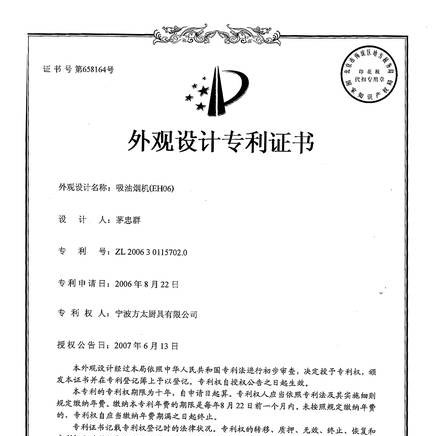 证书号 第658164号
印花税
代扣专用章
外观设计专利证书
外观设计名称：吸油烟机(EH06)
设计人：茅忠群
专利号：ZL 2006 3 0115702.0
专利申请日：2006年8月22日
专利权人：宁波方太厨具有限公司
授权公告日：2007年6月13日
本外观设计经过本局依照中华人民共和国专利法进行初步审查，决定授予专利权，颁
发本证书并在专利登记簿上予以登记。专利权自授权公告之日起生效。
本专利的专利权期限为十年，自申请日起算。专利权人应当依照专利法及其实施细则
规定缴纳年费。缴纳本专利年费的期限是每年8月22日前一个月内。未按照规定缴纳年费
的，专利权自应当缴纳年费期满之日起终止。
专利证书记载专利权登记时的法律状况。专利权的转移、质押、无效、终止、恢复和